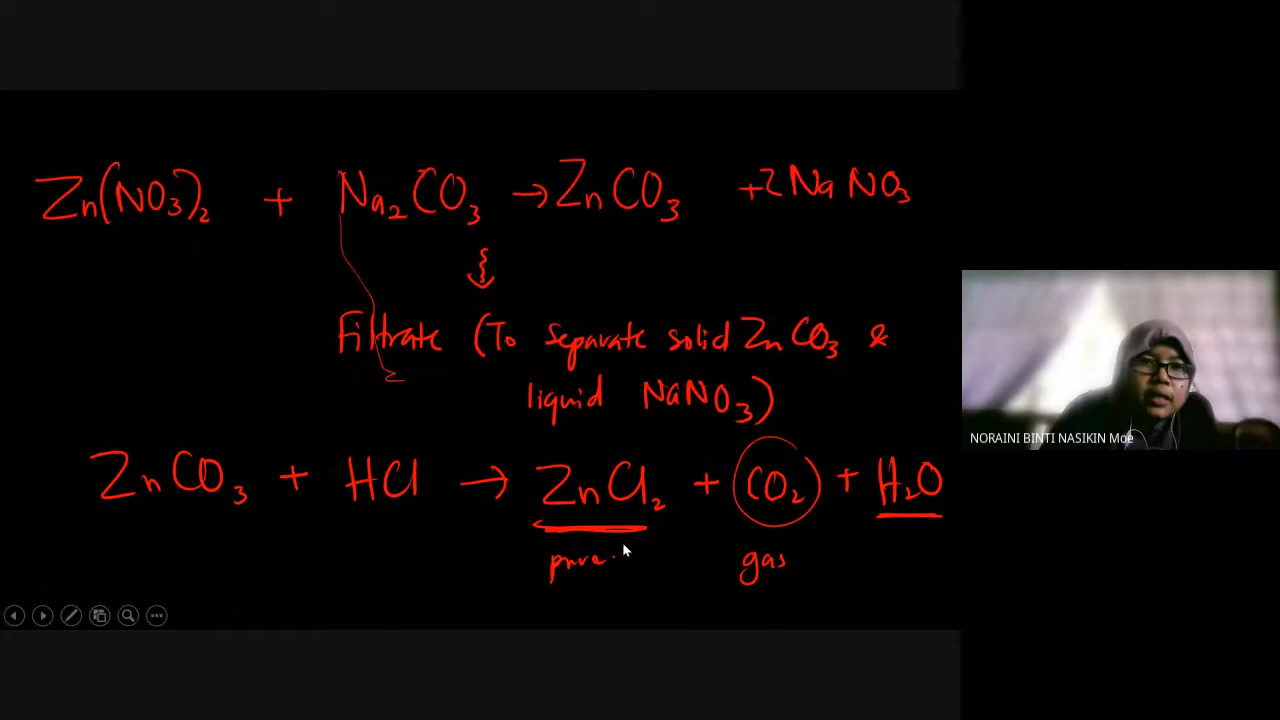 Zn(NO3)2 + Na2CO3 → ZnCO3 + 2NaNO3
Filtrate (To separate solid ZnCO3 &
liquid NaNO3)
ZnCO3 + HCl → ZnCl2 + CO2 + H2O
pure. gas
NORAINI BINTI NASIKIN Moe